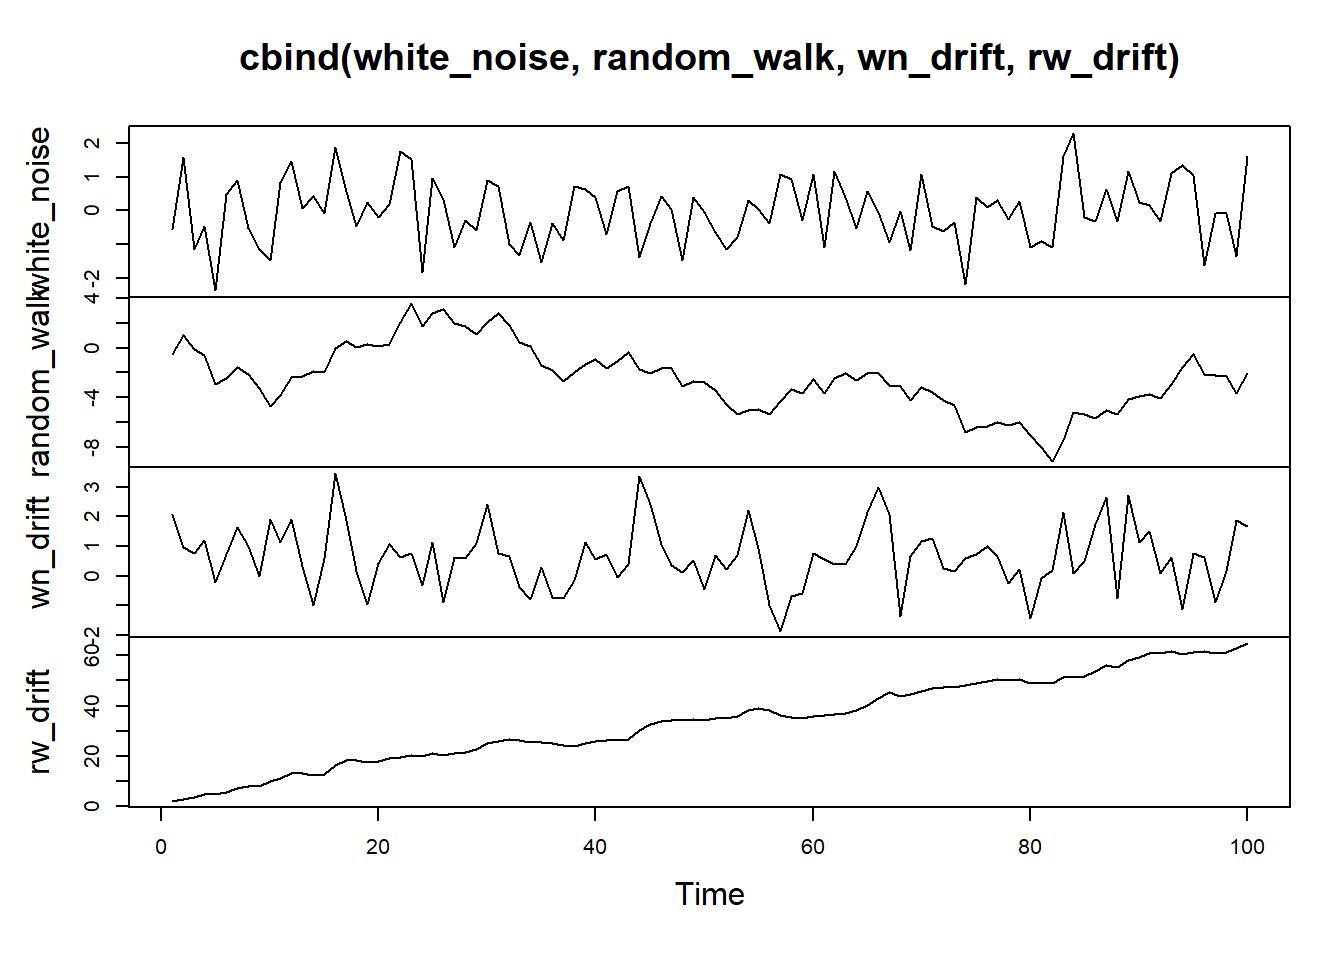 cbind(white_noise, random_walk, wn_drift, rw_drift)
white_noise
2
1
0
-2
random_walk
4
0
-4
-8
wn_drift
3
2
1
0
-2
rw_drift
60
40
20
0
0 20 40 60 80 100
Time